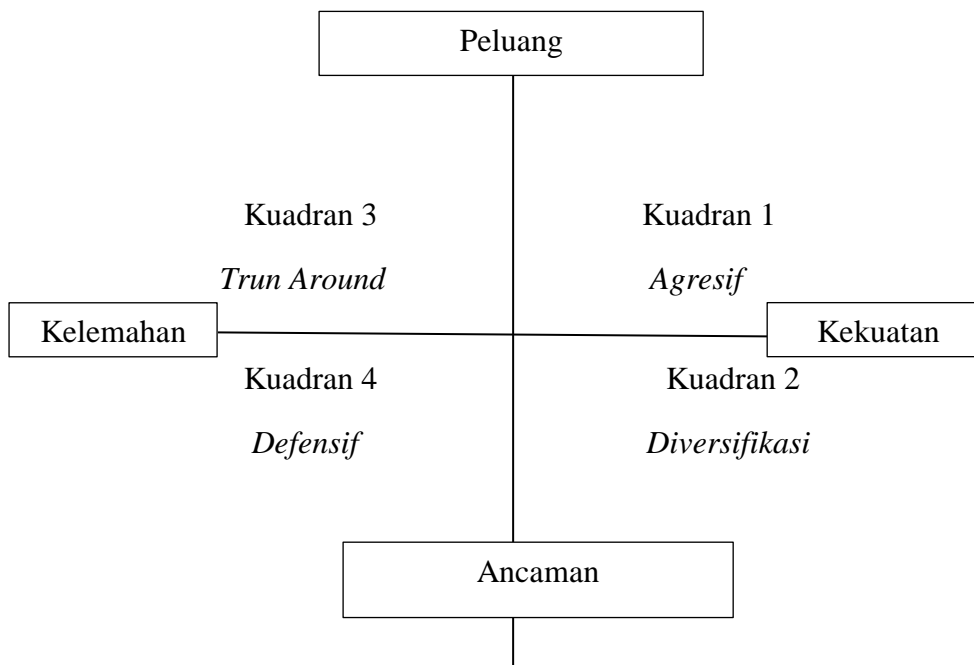 Peluang
Kuadran 3
Kuadran 1
Trun Around
Agresif
Kelemahan
Kekuatan
Kuadran 4
Kuadran 2
Defensif
Diversifikasi
Ancaman